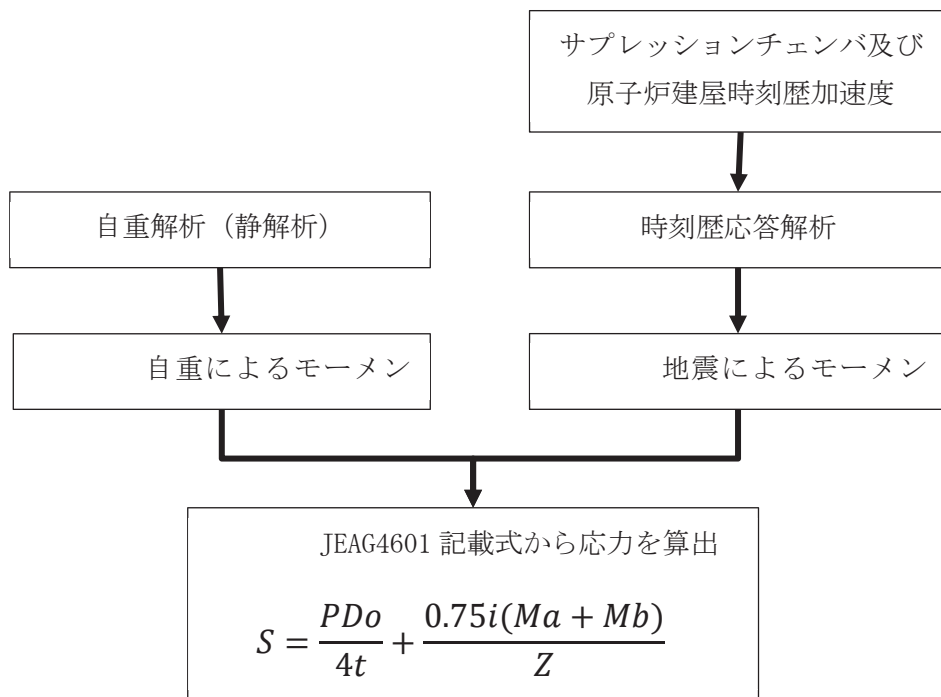 サプレッションチェンバ及び
原子炉建屋時刻歴加速度
自重解析（静解析）
時刻歴応答解析
自重によるモーメン
地震によるモーメン
JEAG4601 記載式から応力を算出
S = PDo/4t + 0.75i(Ma + Mb)/Z